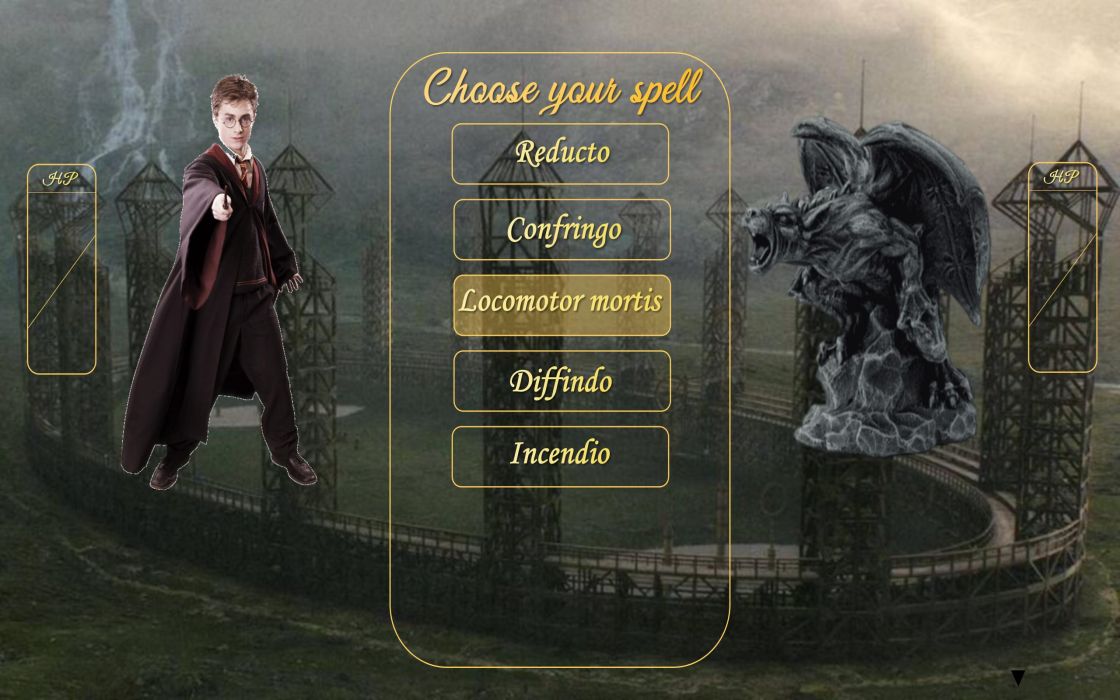 Choose your spell
HP
HP
Reducto
Confringo
Locomotor mortis
Diffindo
Incendio